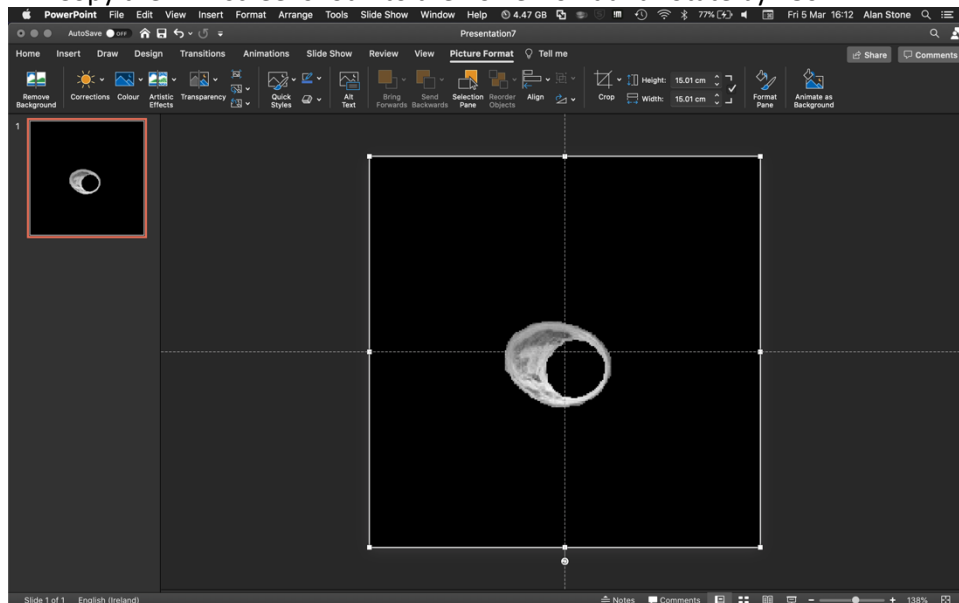 PowerPoint File Edit View Insert Format Arrange Tools Slide Show Window Help 4.47 GB 77% Fri 5 Mar 16:12 Alan Stone
AutoSave OFF Presentation7
Home Insert Draw Design Transitions Animations Slide Show Review View Picture Format Tell me Share Comments
Remove Background Corrections Colour Artistic Effects Transparency Quick Styles Alt Text Bring Forwards Send Backwards Selection Pane Reorder Objects Align Crop Height: 15.01 cm Width: 15.01 cm Format Pane Animate as Background
1
Slide 1 of 1 English (Ireland) Notes Comments 138%